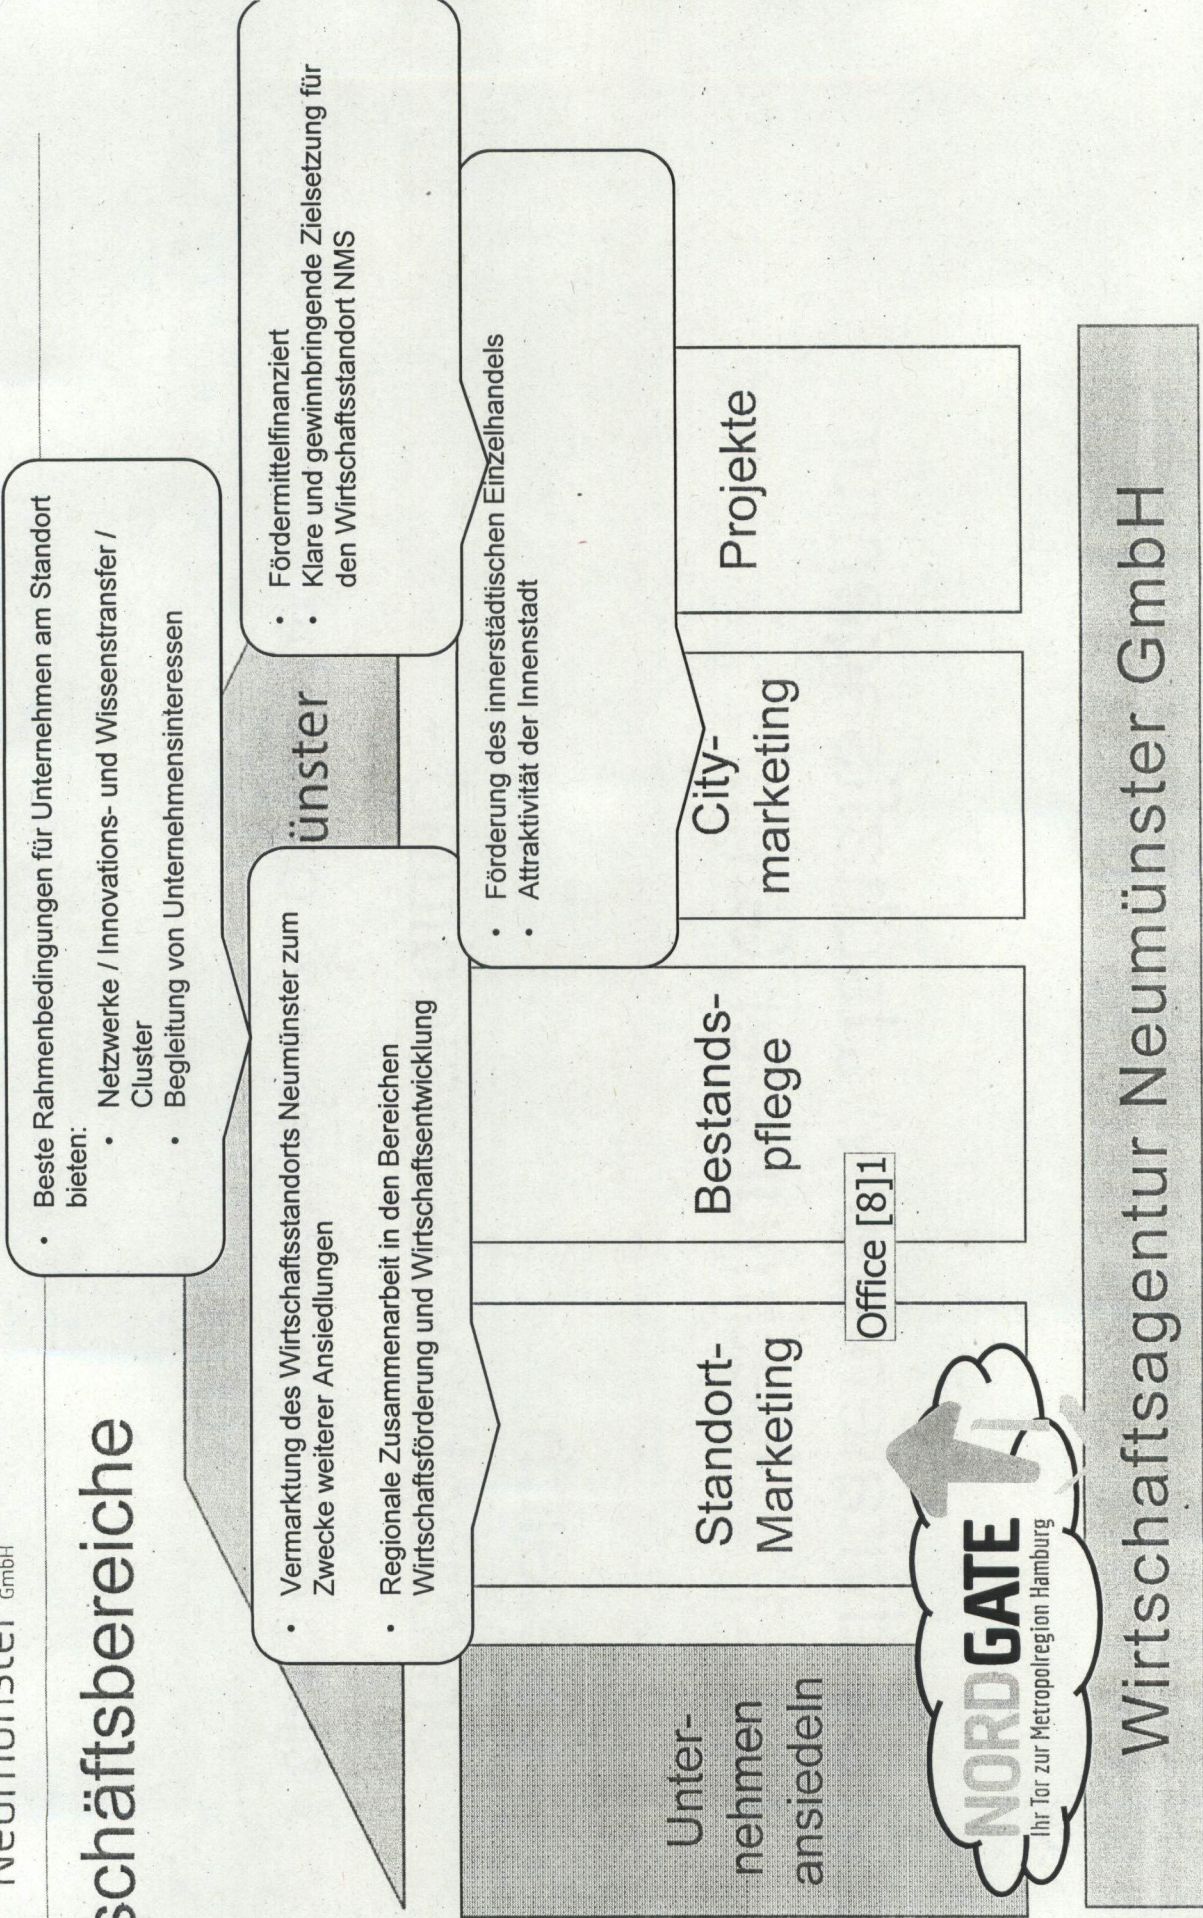 Neumünster GmbH
schäftsbereiche
• Beste Rahmenbedingungen für Unternehmen am Standort
bieten:
• Netzwerke / Innovations- und Wissenstransfer /
Cluster
• Begleitung von Unternehmensinteressen
• Fördermittelfinanziert
• Klare und gewinnbringende Zielsetzung für
den Wirtschaftsstandort NMS
ünster
• Vermarktung des Wirtschaftsstandorts Neumünster zum
Zwecke weiterer Ansiedlungen
• Regionale Zusammenarbeit in den Bereichen
Wirtschaftsförderung und Wirtschaftsentwicklung
• Förderung des innerstädtischen Einzelhandels
• Attraktivität der Innenstadt
Unter-
nehmen
ansiedeln
Standort-
Marketing
Bestands-
pflege
City-
marketing
Projekte
Office [8]1
NORDGATE
Ihr Tor zur Metropolregion Hamburg
Wirtschaftsagentur Neumünster GmbH